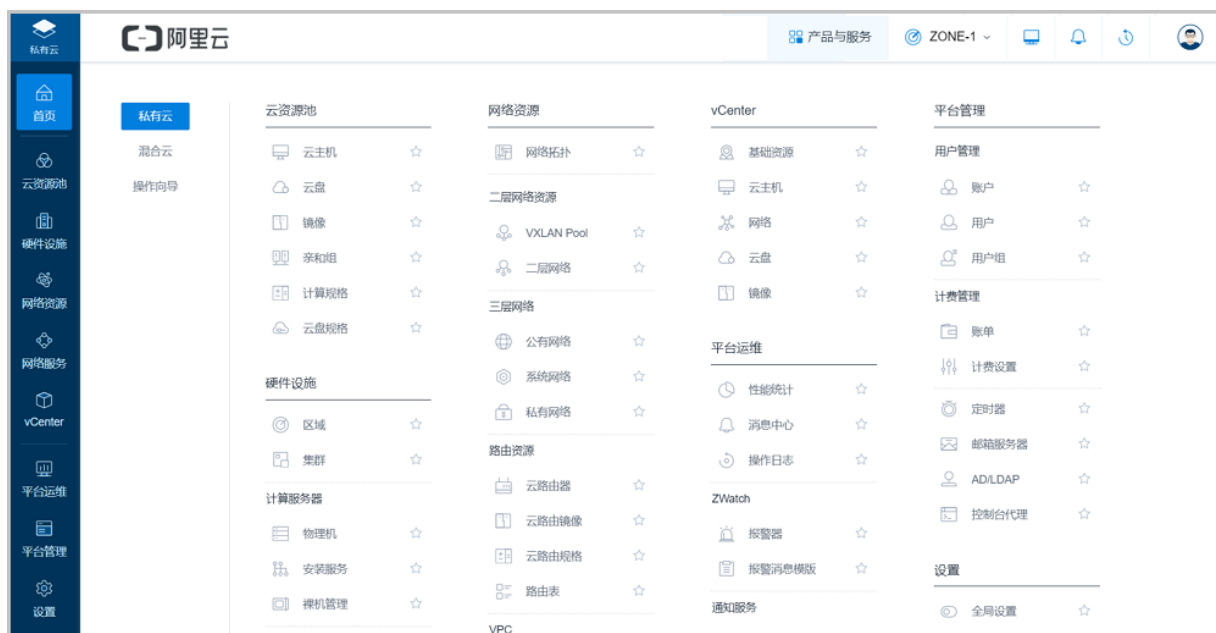 私有云
阿里云
产品与服务
ZONE-1
首页
云资源池
硬件设施
网络资源
网络服务
vCenter
平台运维
平台管理
设置
私有云
混合云
操作向导
云资源池
云主机
云盘
镜像
亲和组
计算规格
云盘规格
硬件设施
区域
集群
计算服务器
物理机
安装服务
裸机管理
网络资源
网络拓扑
二层网络资源
VXLAN Pool
二层网络
三层网络
公有网络
系统网络
私有网络
路由资源
云路由器
云路由镜像
云路由规格
路由表
VPC
vCenter
基础资源
云主机
网络
云盘
镜像
平台运维
性能统计
消息中心
操作日志
ZWatch
报警器
报警消息模版
通知服务
平台管理
用户管理
账户
用户
用户组
计费管理
账单
计费设置
定时器
邮箱服务器
AD/LDAP
控制台代理
设置
全局设置